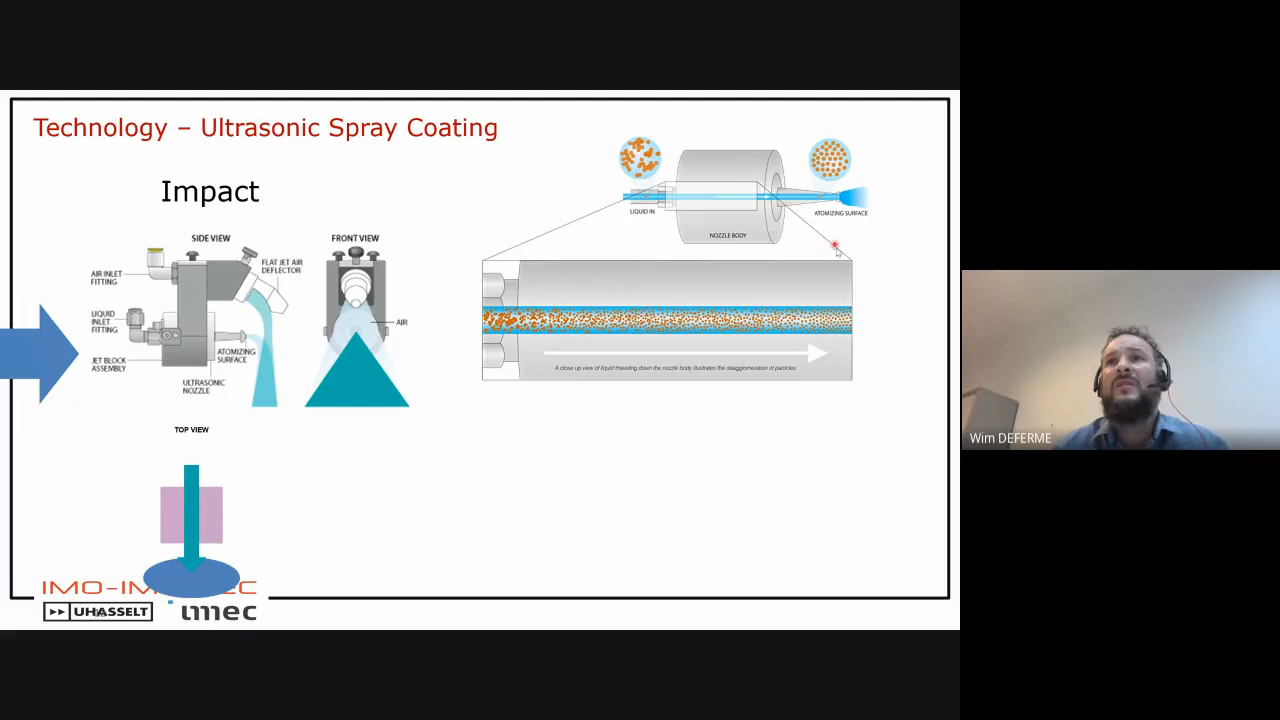 Technology – Ultrasonic Spray Coating
Impact
SIDE VIEW
FRONT VIEW
AIR INLET
FITTING
FLAT JET AIR
DEFLECTOR
LIQUID
INLET
FITTING
AIR
JET BLOCK
ASSEMBLY
ATOMIZING
SURFACE
ULTRASONIC
NOZZLE
TOP VIEW
LIQUID IN
NOZZLE BODY
ATOMIZING SURFACE
A close up view of liquid traveling down the nozzle body illustrates the deagglomeration of particles
UHASSELT
imec
Wim DEFERME